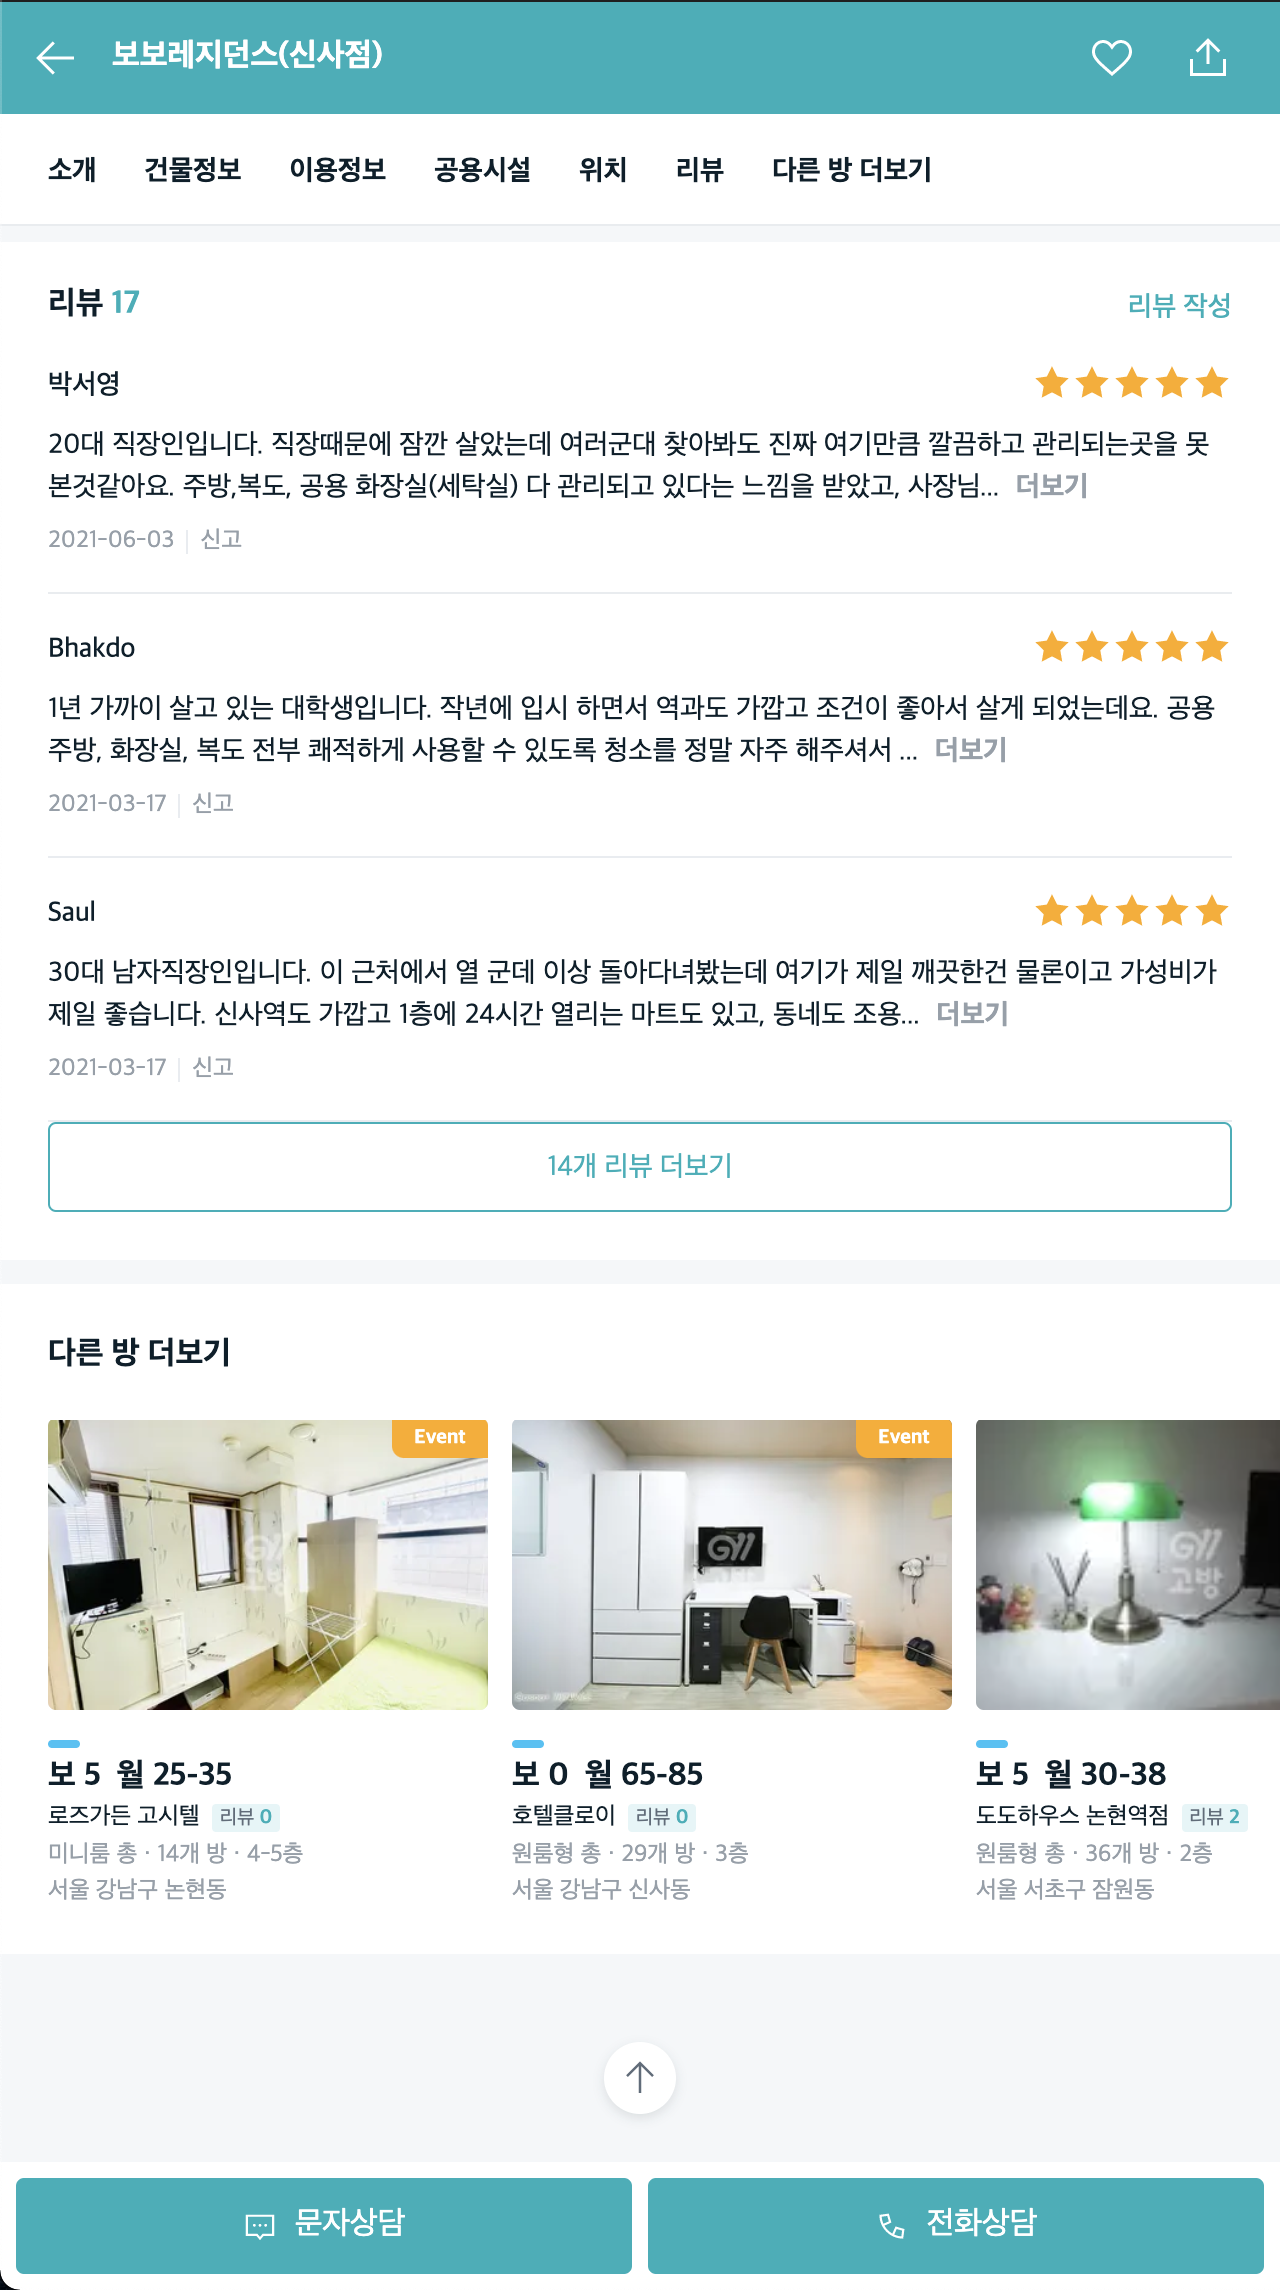 보보레지던스(신사점)
소개 건물정보 이용정보 공용시설 위치 리뷰 다른 방 더보기
리뷰 17
리뷰 작성
박서영
20대 직장인입니다. 직장때문에 잠깐 살았는데 여러군대 찾아봐도 진짜 여기만큼 깔끔하고 관리되는곳을 못
본것같아요. 주방,복도, 공용 화장실(세탁실) 다 관리되고 있다는 느낌을 받았고, 사장님... 더보기
2021-06-03 신고
Bhakdo
1년 가까이 살고 있는 대학생입니다. 작년에 입시 하면서 역과도 가깝고 조건이 좋아서 살게 되었는데요. 공용
주방, 화장실, 복도 전부 쾌적하게 사용할 수 있도록 청소를 정말 자주 해주셔서 ... 더보기
2021-03-17 신고
Saul
30대 남자직장인입니다. 이 근처에서 열 군데 이상 돌아다녀봤는데 여기가 제일 깨끗한건 물론이고 가성비가
제일 좋습니다. 신사역도 가깝고 1층에 24시간 열리는 마트도 있고, 동네도 조용... 더보기
2021-03-17 신고
14개 리뷰 더보기
다른 방 더보기
Event
고방
보 5 월 25-35
로즈가든 고시텔 리뷰 0
미니룸 총 · 14개 방 · 4-5층
서울 강남구 논현동
Event
고방
보 0 월 65-85
호텔클로이 리뷰 0
원룸형 총 · 29개 방 · 3층
서울 강남구 신사동
고방
보 5 월 30-38
도도하우스 논현역점 리뷰 2
원룸형 총 · 36개 방 · 2층
서울 서초구 잠원동
문자상담
전화상담